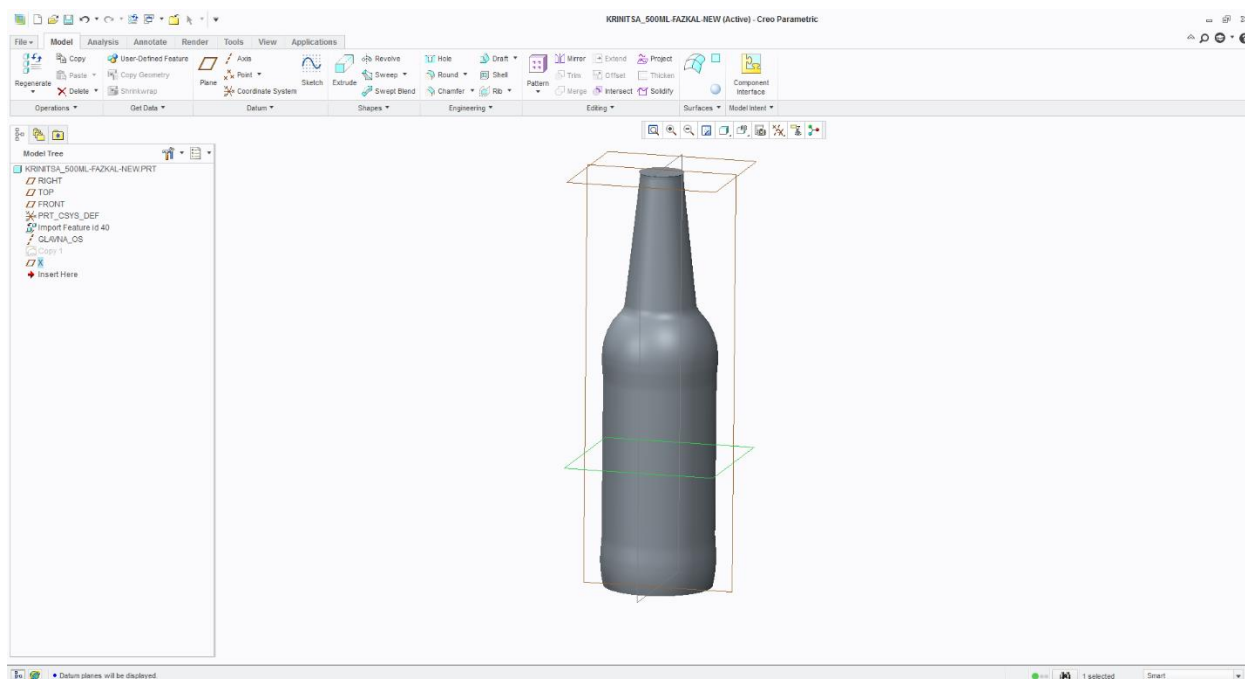 KRINITSA_500ML-FAZKAL-NEW (Active) - Creo Parametric
File Model Analysis Annotate Render Tools View Applications
Regenerate Copy Paste Delete User-Defined Feature Copy Geometry Shrinkwrap Plane Axis Point Coordinate System Sketch Extrude Revolve Sweep Swept Blend Hole Round Chamfer Draft Shell Rib Pattern Mirror Trim Merge Extend Offset Intersect Project Thicken Solidify Component Interface
Operations Get Data Datum Shapes Engineering Editing Surfaces Model Intent
Model Tree
KRINITSA_500ML-FAZKAL-NEW.PRT
RIGHT
TOP
FRONT
PRT_CSYS_DEF
Import Feature id 40
GLAVNA_OS
Copy 1
X
Insert Here
Datum planes will be displayed. 1 selected Smart